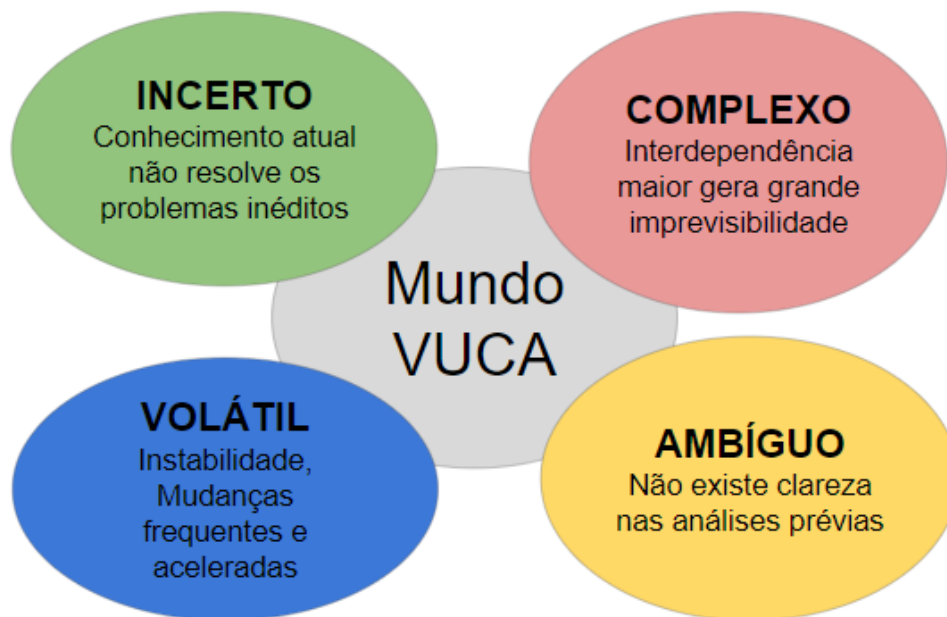 INCERTO
Conhecimento atual
não resolve os
problemas inéditos
COMPLEXO
Interdependência
maior gera grande
imprevisibilidade
Mundo
VUCA
VOLÁTIL
Instabilidade,
Mudanças
frequentes e
aceleradas
AMBÍGUO
Não existe clareza
nas análises prévias